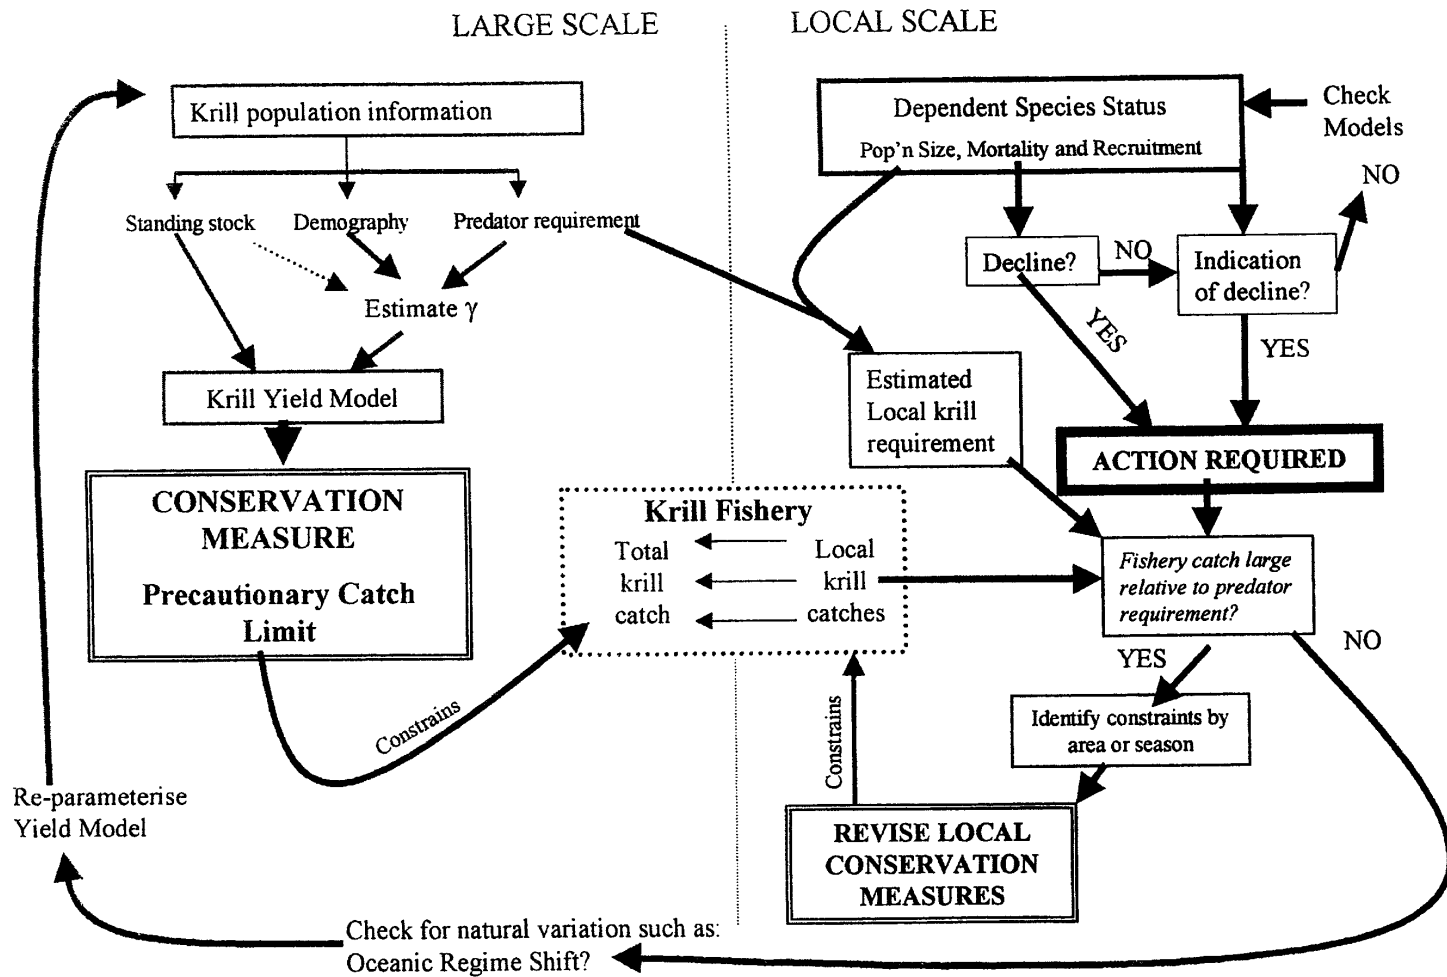 LARGE SCALE
LOCAL SCALE
Krill population information
Standing stock
Demography
Predator requirement
Estimate γ
Krill Yield Model
CONSERVATION
MEASURE
Precautionary Catch
Limit
Constrains
Re-parameterise
Yield Model
Check for natural variation such as:
Oceanic Regime Shift?
Dependent Species Status
Pop'n Size, Mortality and Recruitment
Check
Models
NO
Decline?
NO
Indication
of decline?
YES
YES
Estimated
Local krill
requirement
ACTION REQUIRED
Krill Fishery
Total
krill
catch
Local
krill
catches
Fishery catch large
relative to predator
requirement?
YES
NO
Identify constraints by
area or season
Constrains
REVISE LOCAL
CONSERVATION
MEASURES